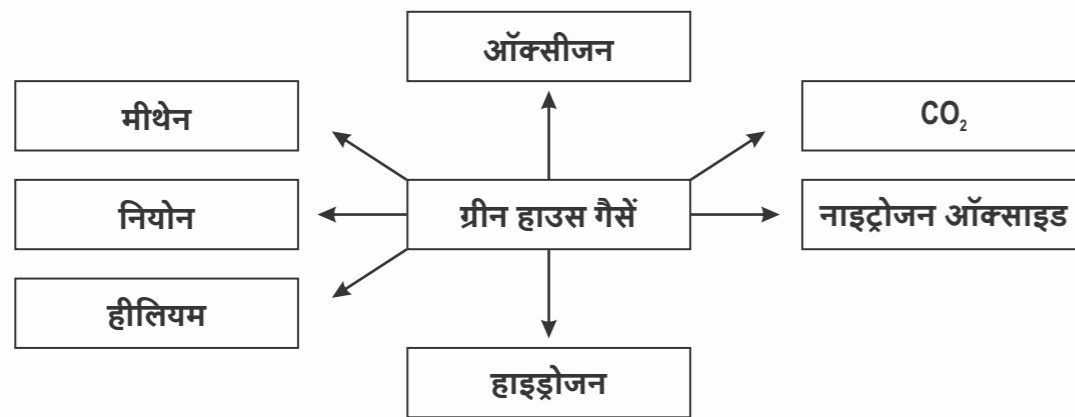 ऑक्सीजन
मीथेन
CO₂
नियोन
ग्रीन हाउस गैसें
नाइट्रोजन ऑक्साइड
हीलियम
हाइड्रोजन